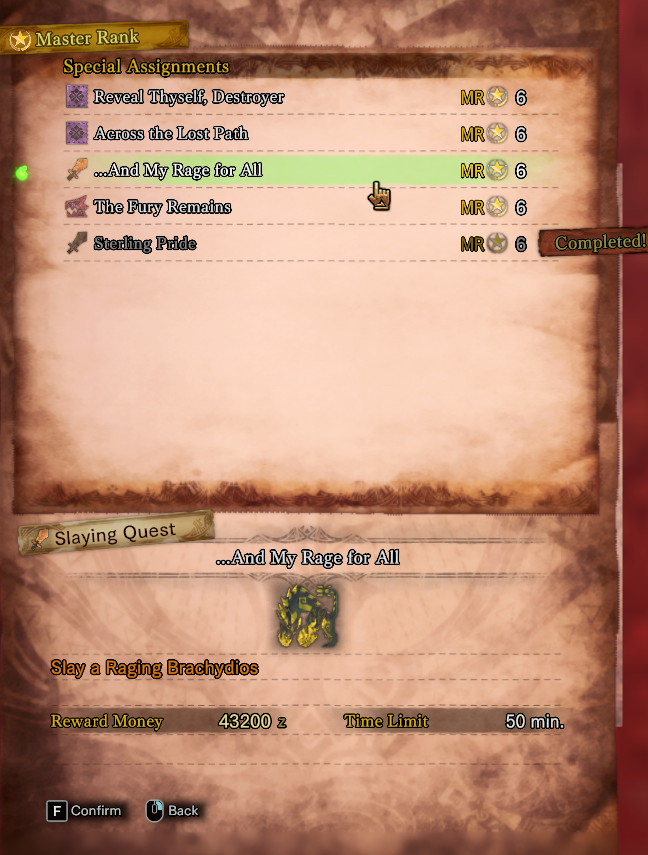 Master Rank
Special Assignments
Reveal Thyself, Destroyer MR 6
Across the Lost Path MR 6
...And My Rage for All MR 6
The Fury Remains MR 6
Sterling Pride MR 6 Completed!
Slaying Quest
...And My Rage for All
Slay a Raging Brachydios
Reward Money 43200 z Time Limit 50 min.
F Confirm Back